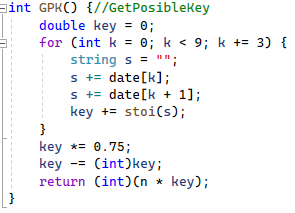 int GPK() {//GetPosibleKey
    double key = 0;
    for (int k = 0; k < 9; k += 3) {
        string s = "";
        s += date[k];
        s += date[k + 1];
        key += stoi(s);
    }
    key *= 0.75;
    key -= (int)key;
    return (int)(n * key);
}